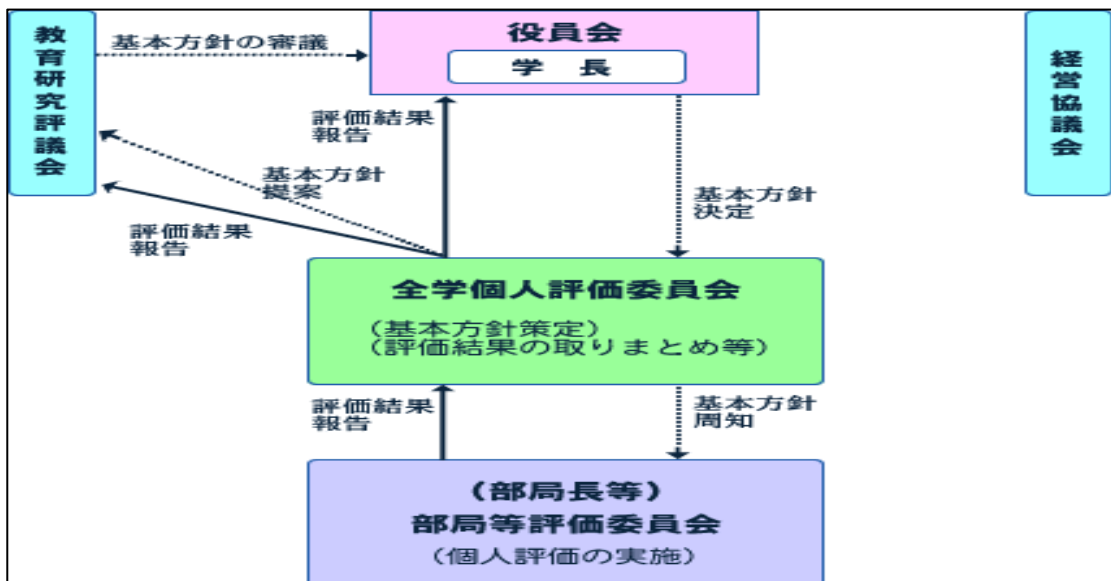 教育研究評議会
基本方針の審議
役員会
学 長
経営協議会
評価結果
報告
基本方針
提案
評価結果
報告
基本方針
決定
全学個人評価委員会
(基本方針策定)
(評価結果の取りまとめ等)
評価結果
報告
基本方針
周知
(部局長等)
部局等評価委員会
(個人評価の実施)